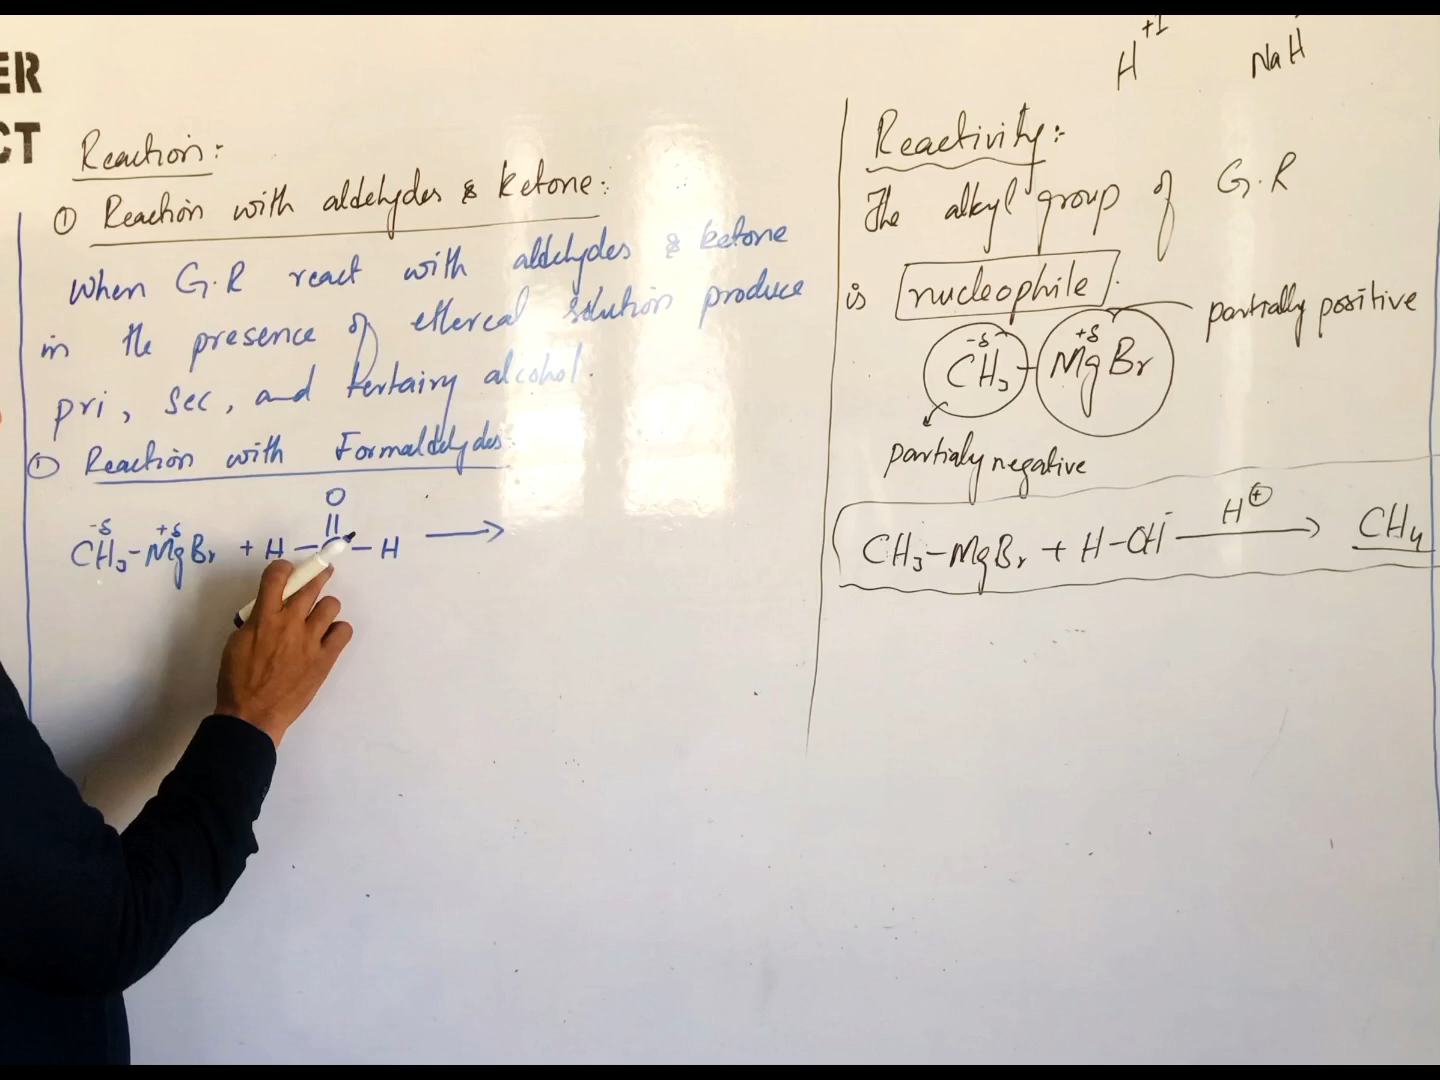 ER
CT
Reaction:
① Reaction with aldehydes & ketone:
When G.R react with aldehydes & ketone
in the presence of ethereal solution produce
pri, sec, and tertairy alcohol.
① Reaction with Formaldehydes
O
||
-δ +δ
CH₃-MgBr + H-C-H ⟶
H⁺¹ NaH
Reactivity:-
The alkyl group of G.R
is nucleophile.
partially positive
-δ +δ
CH₃-MgBr
partialy negative
H⊕
CH₃-MgBr + H-OH ⟶ CH₄